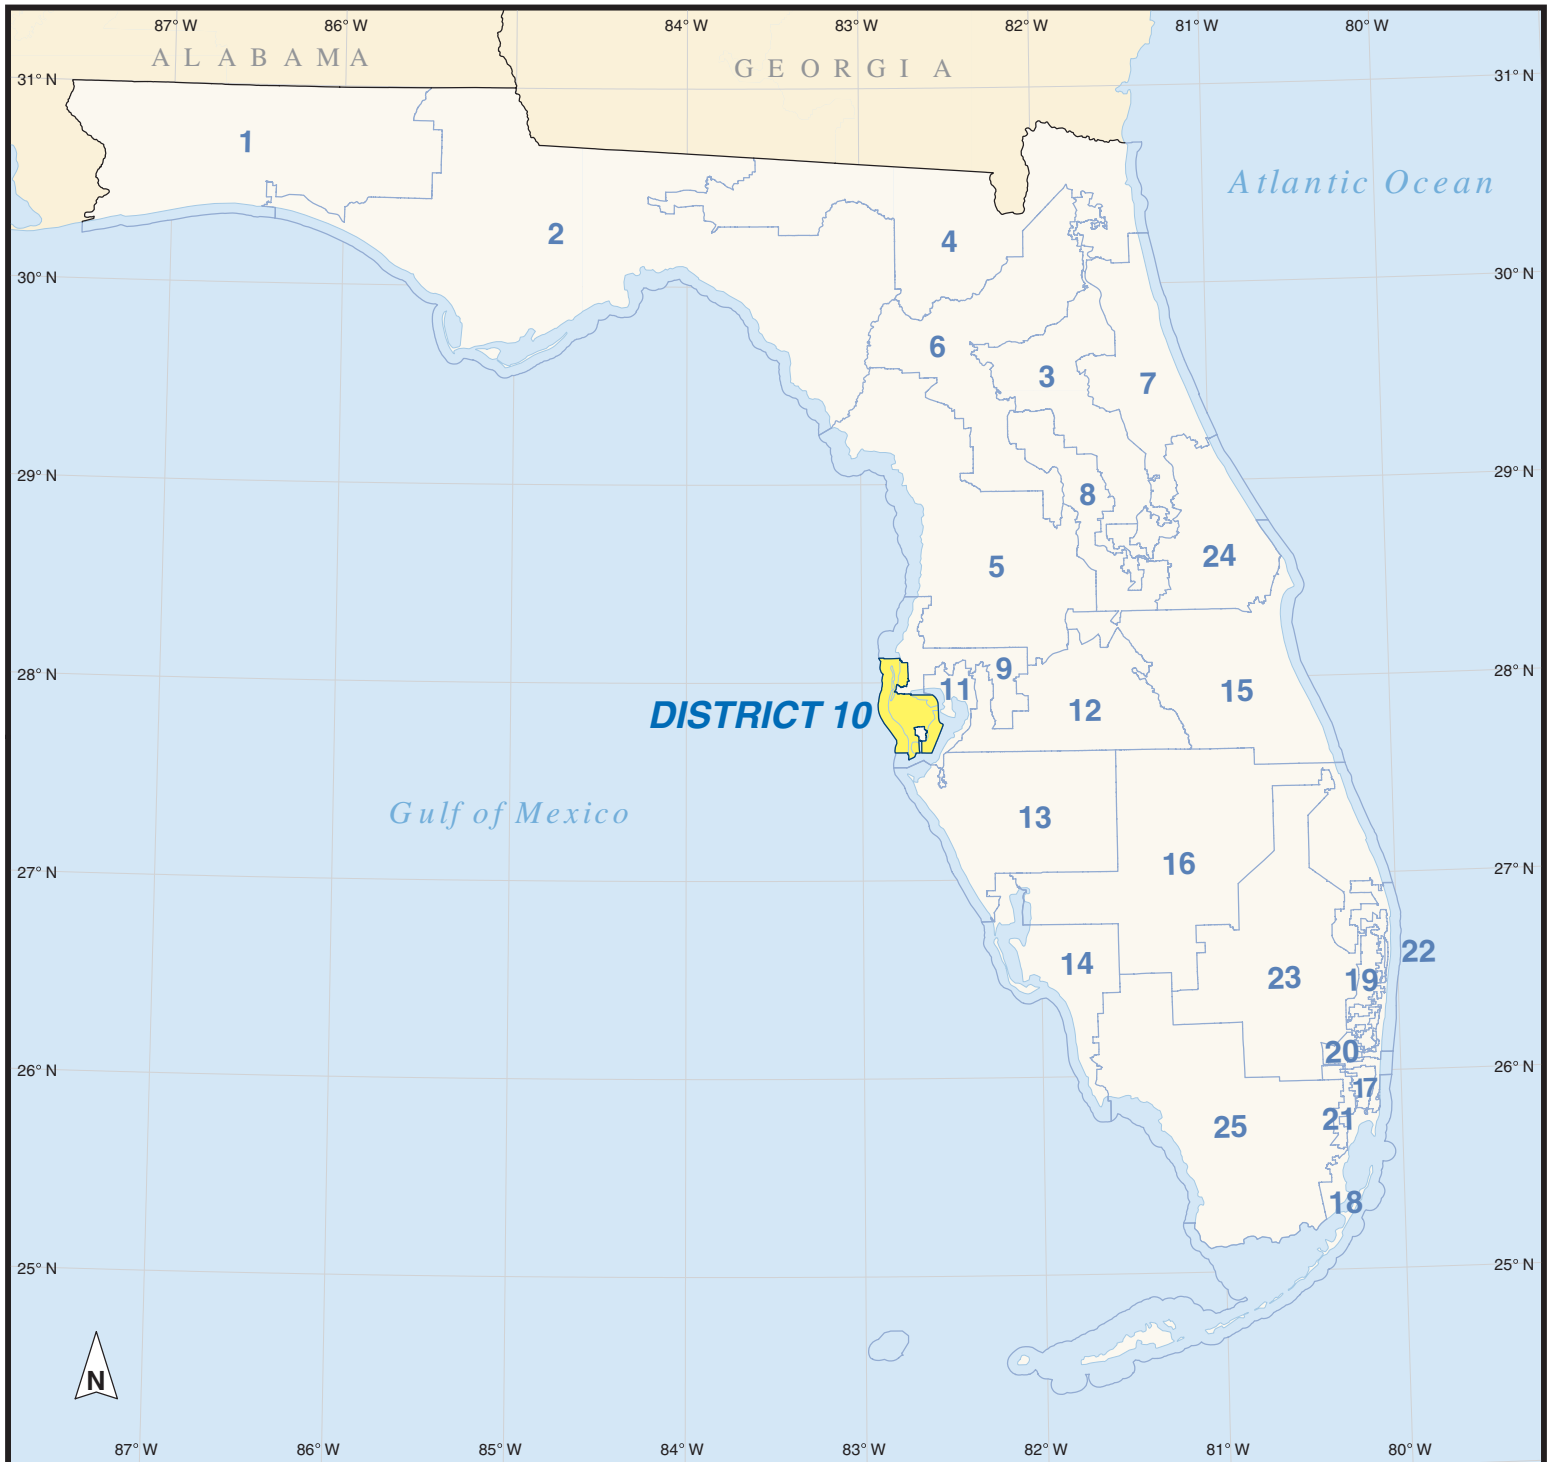 87° W 86° W 84° W 83° W 82° W 81° W 80° W
ALABAMA
GEORGIA
31° N 31° N
1
Atlantic Ocean
2
4
30° N 30° N
6
3
7
29° N 29° N
8
24
5
28° N 28° N
9
11
15
DISTRICT 10
12
Gulf of Mexico
13
16
27° N 27° N
22
14
23
19
20
26° N 26° N
17
21
25
18
25° N 25° N
N
87° W 86° W 85° W 84° W 83° W 82° W 81° W 80° W